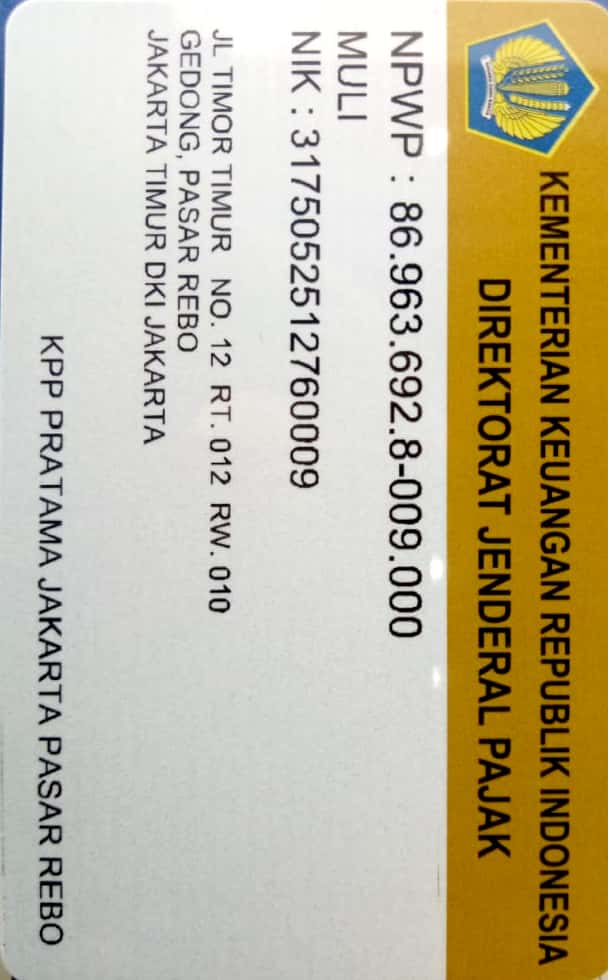 KEMENTERIAN KEUANGAN REPUBLIK INDONESIA
DIREKTORAT JENDERAL PAJAK
NPWP : 86.963.692.8-009.000
MULI
NIK : 3175052512760009
JL TIMOR TIMUR NO. 12 RT. 012 RW. 010
GEDONG, PASAR REBO
JAKARTA TIMUR DKI JAKARTA
KPP PRATAMA JAKARTA PASAR REBO